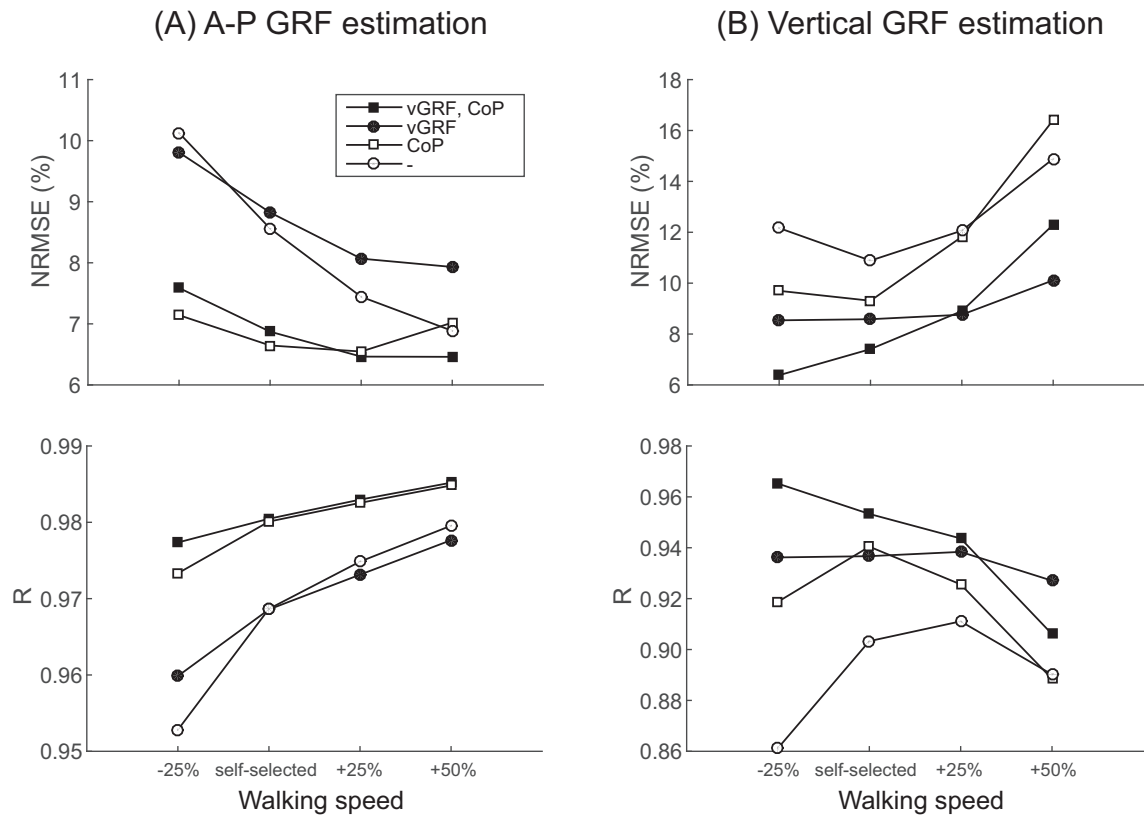 (A) A-P GRF estimation
(B) Vertical GRF estimation
NRMSE (%)
11
10
9
8
7
6
vGRF, CoP
vGRF
CoP
-
NRMSE (%)
18
16
14
12
10
8
6
R
0.99
0.98
0.97
0.96
0.95
-25%
self-selected
+25%
+50%
Walking speed
R
0.98
0.96
0.94
0.92
0.90
0.88
0.86
-25%
self-selected
+25%
+50%
Walking speed